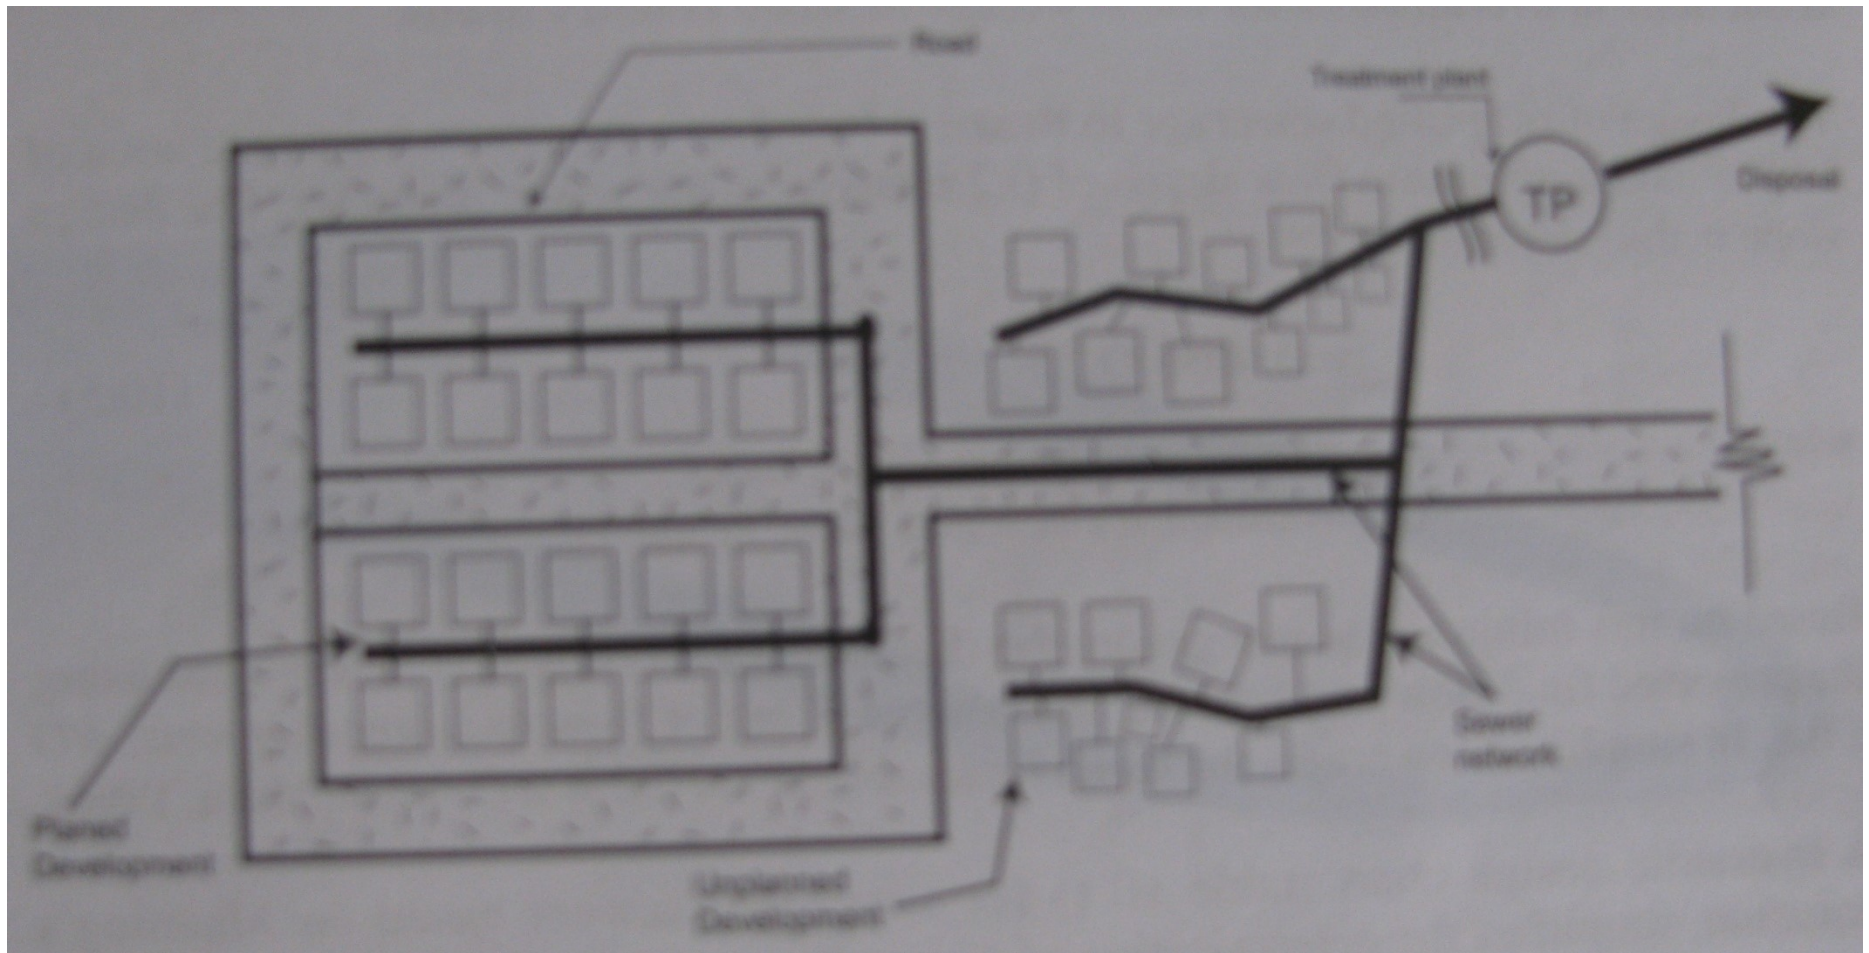 Road
Treatment plant
TP
Disposal
Sewer
network
Planed
Development
Unplanned
Development